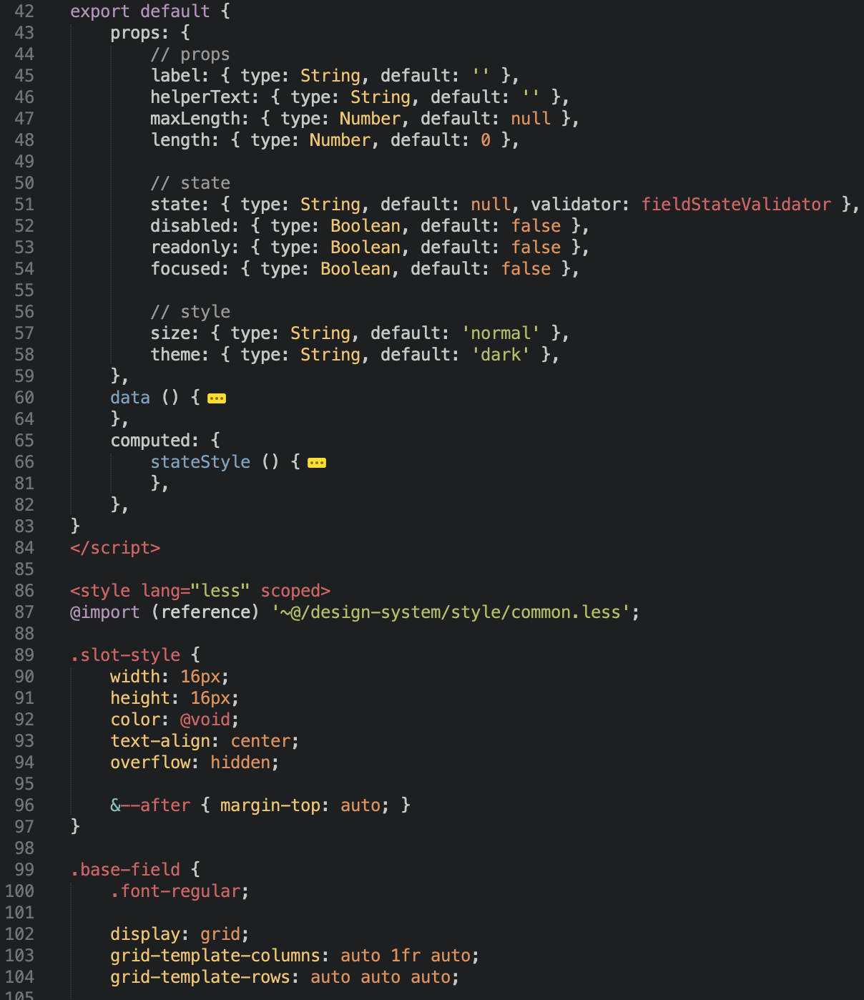 42 export default {
43 props: {
44 // props
45 label: { type: String, default: '' },
46 helperText: { type: String, default: '' },
47 maxLength: { type: Number, default: null },
48 length: { type: Number, default: 0 },
49
50 // state
51 state: { type: String, default: null, validator: fieldStateValidator },
52 disabled: { type: Boolean, default: false },
53 readonly: { type: Boolean, default: false },
54 focused: { type: Boolean, default: false },
55
56 // style
57 size: { type: String, default: 'normal' },
58 theme: { type: String, default: 'dark' },
59 },
60 data () { ...
64 },
65 computed: {
66 stateStyle () { ...
81 },
82 },
83 }
84 </script>
85
86 <style lang="less" scoped>
87 @import (reference) '~@/design-system/style/common.less';
88
89 .slot-style {
90 width: 16px;
91 height: 16px;
92 color: @void;
93 text-align: center;
94 overflow: hidden;
95
96 &--after { margin-top: auto; }
97 }
98
99 .base-field {
100 .font-regular;
101
102 display: grid;
103 grid-template-columns: auto 1fr auto;
104 grid-template-rows: auto auto auto;
105